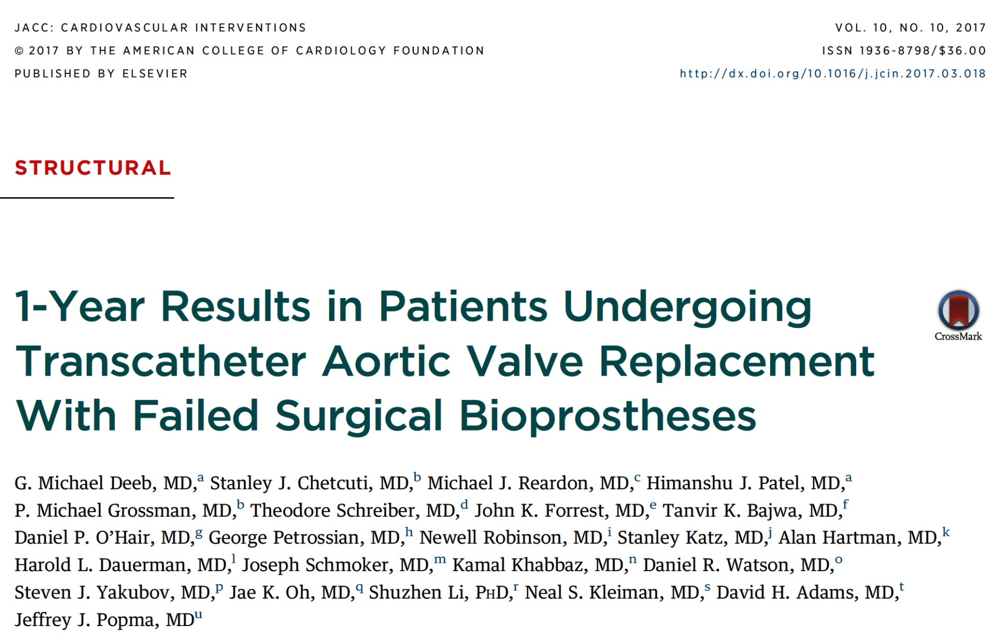 JACC: CARDIOVASCULAR INTERVENTIONS
© 2017 BY THE AMERICAN COLLEGE OF CARDIOLOGY FOUNDATION
PUBLISHED BY ELSEVIER
VOL. 10, NO. 10, 2017
ISSN 1936-8798/$36.00
http://dx.doi.org/10.1016/j.jcin.2017.03.018
STRUCTURAL
1-Year Results in Patients Undergoing
Transcatheter Aortic Valve Replacement
With Failed Surgical Bioprostheses
CrossMark
G. Michael Deeb, MD,a Stanley J. Chetcuti, MD,b Michael J. Reardon, MD,c Himanshu J. Patel, MD,a
P. Michael Grossman, MD,b Theodore Schreiber, MD,d John K. Forrest, MD,e Tanvir K. Bajwa, MD,f
Daniel P. O’Hair, MD,g George Petrossian, MD,h Newell Robinson, MD,i Stanley Katz, MD,j Alan Hartman, MD,k
Harold L. Dauerman, MD,l Joseph Schmoker, MD,m Kamal Khabbaz, MD,n Daniel R. Watson, MD,o
Steven J. Yakubov, MD,p Jae K. Oh, MD,q Shuzhen Li, PHD,r Neal S. Kleiman, MD,s David H. Adams, MD,t
Jeffrey J. Popma, MDu